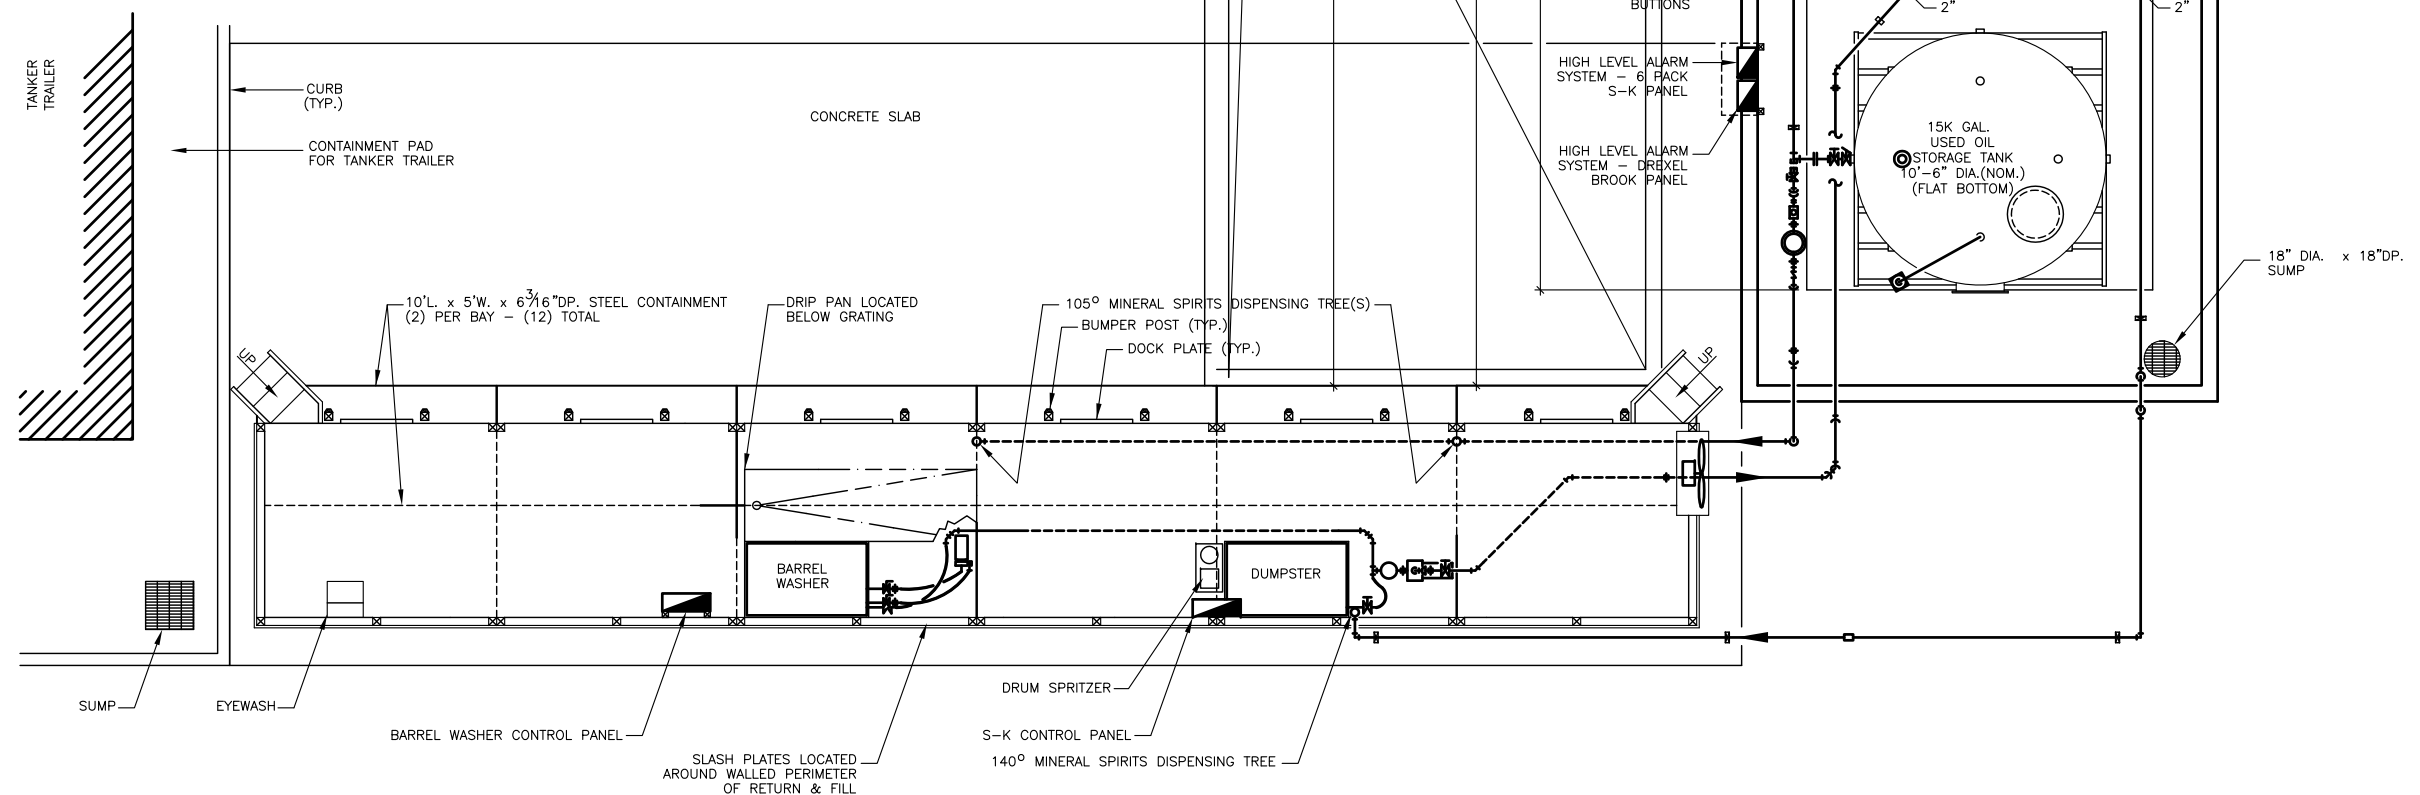 BUTTONS
2"
2"
TANKER
TRAILER
CURB
(TYP.)
CONTAINMENT PAD
FOR TANKER TRAILER
CONCRETE SLAB
HIGH LEVEL ALARM
SYSTEM - 6 PACK
S-K PANEL
HIGH LEVEL ALARM
SYSTEM - DREXEL
BROOK PANEL
15K GAL.
USED OIL
STORAGE TANK
10'-6" DIA.(NOM.)
(FLAT BOTTOM)
18" DIA. x 18"DP.
SUMP
10'L. x 5'W. x 6 3/16"DP. STEEL CONTAINMENT
(2) PER BAY - (12) TOTAL
DRIP PAN LOCATED
BELOW GRATING
105° MINERAL SPIRITS DISPENSING TREE(S)
BUMPER POST (TYP.)
DOCK PLATE (TYP.)
UP
UP
BARREL
WASHER
DUMPSTER
SUMP
EYEWASH
BARREL WASHER CONTROL PANEL
SLASH PLATES LOCATED
AROUND WALLED PERIMETER
OF RETURN & FILL
DRUM SPRITZER
S-K CONTROL PANEL
140° MINERAL SPIRITS DISPENSING TREE